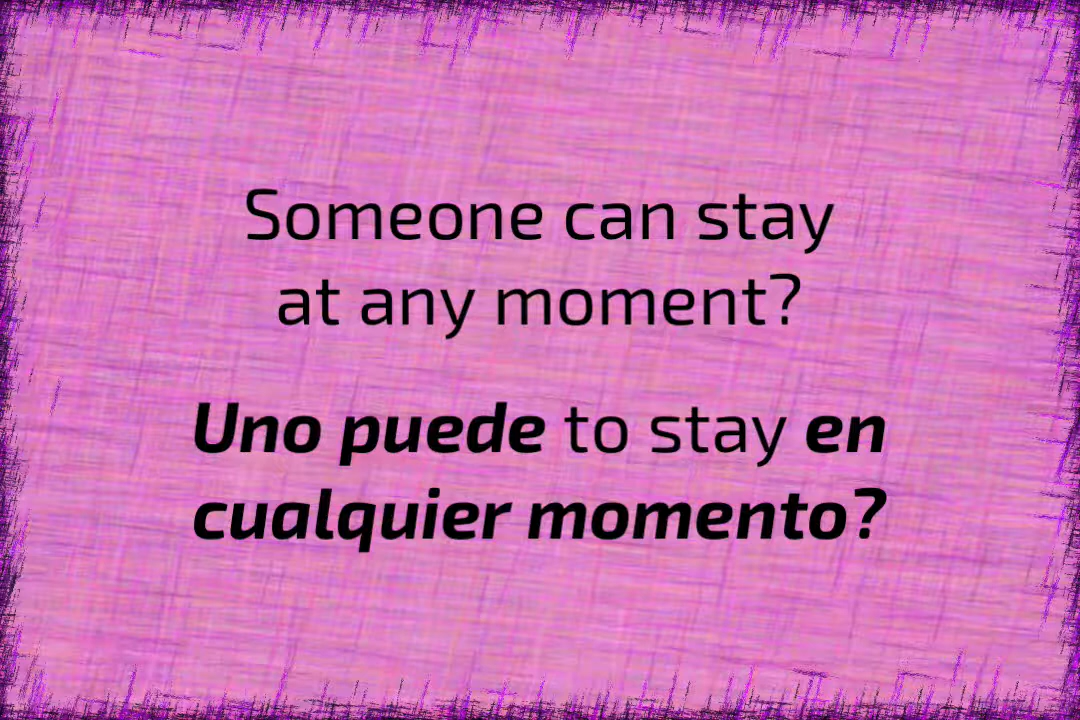 Someone can stay
at any moment?
Uno puede to stay en
cualquier momento?